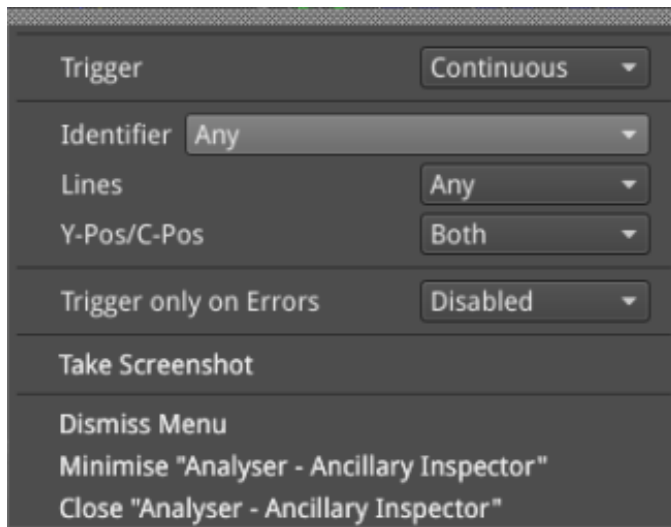 Trigger Continuous
Identifier Any
Lines Any
Y-Pos/C-Pos Both
Trigger only on Errors Disabled
Take Screenshot
Dismiss Menu
Minimise "Analyser - Ancillary Inspector"
Close "Analyser - Ancillary Inspector"